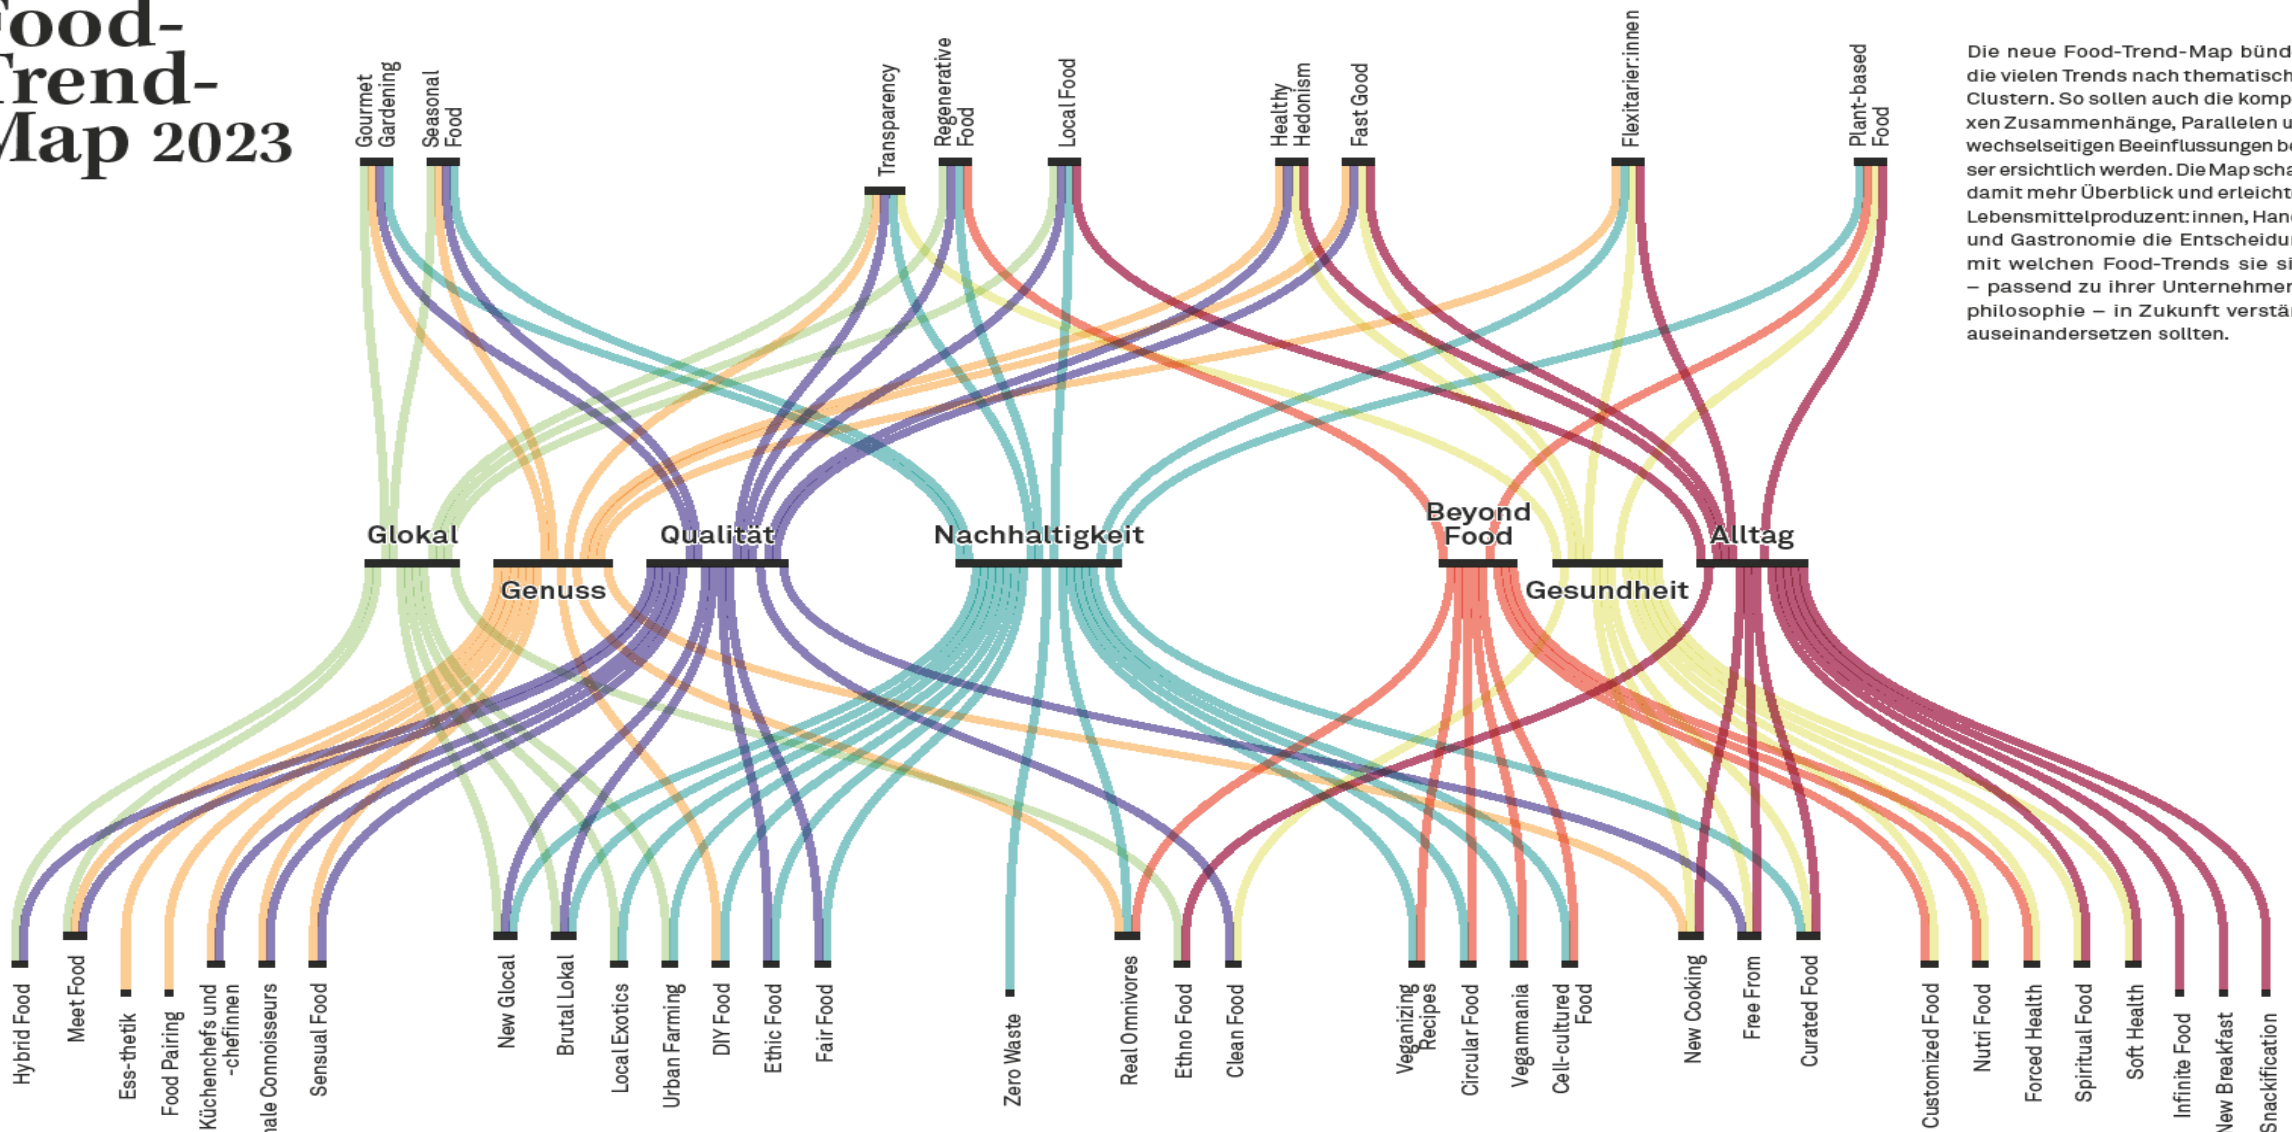 Food-
Trend-
Map 2023
Gourmet
Gardening
Seasonal
Food
Transparency
Regenerative
Food
Local Food
Healthy
Hedonism
Fast Good
Flexitarier:innen
Plant-based
Food
Die neue Food-Trend-Map bünd
die vielen Trends nach thematisch
Clustern. So sollen auch die komp
xen Zusammenhänge, Parallelen u
wechselseitigen Beeinflussungen be
ser ersichtlich werden. Die Map scha
damit mehr Überblick und erleicht
Lebensmittelproduzent:innen, Han
und Gastronomie die Entscheidu
mit welchen Food-Trends sie si
– passend zu ihrer Unternehmen
philosophie – in Zukunft verstä
auseinandersetzen sollten.
Glokal
Genuss
Qualität
Nachhaltigkeit
Beyond
Food
Gesundheit
Alltag
Hybrid Food
Meet Food
Ess-thetik
Food Pairing
Küchenchefs und
-chefinnen
nale Connoisseurs
Sensual Food
New Glocal
Brutal Lokal
Local Exotics
Urban Farming
DIY Food
Ethic Food
Fair Food
Zero Waste
Real Omnivores
Ethno Food
Clean Food
Veganizing
Recipes
Circular Food
Veganmania
Cell-cultured
Food
New Cooking
Free From
Curated Food
Customized Food
Nutri Food
Forced Health
Spiritual Food
Soft Health
Infinite Food
New Breakfast
Snackification